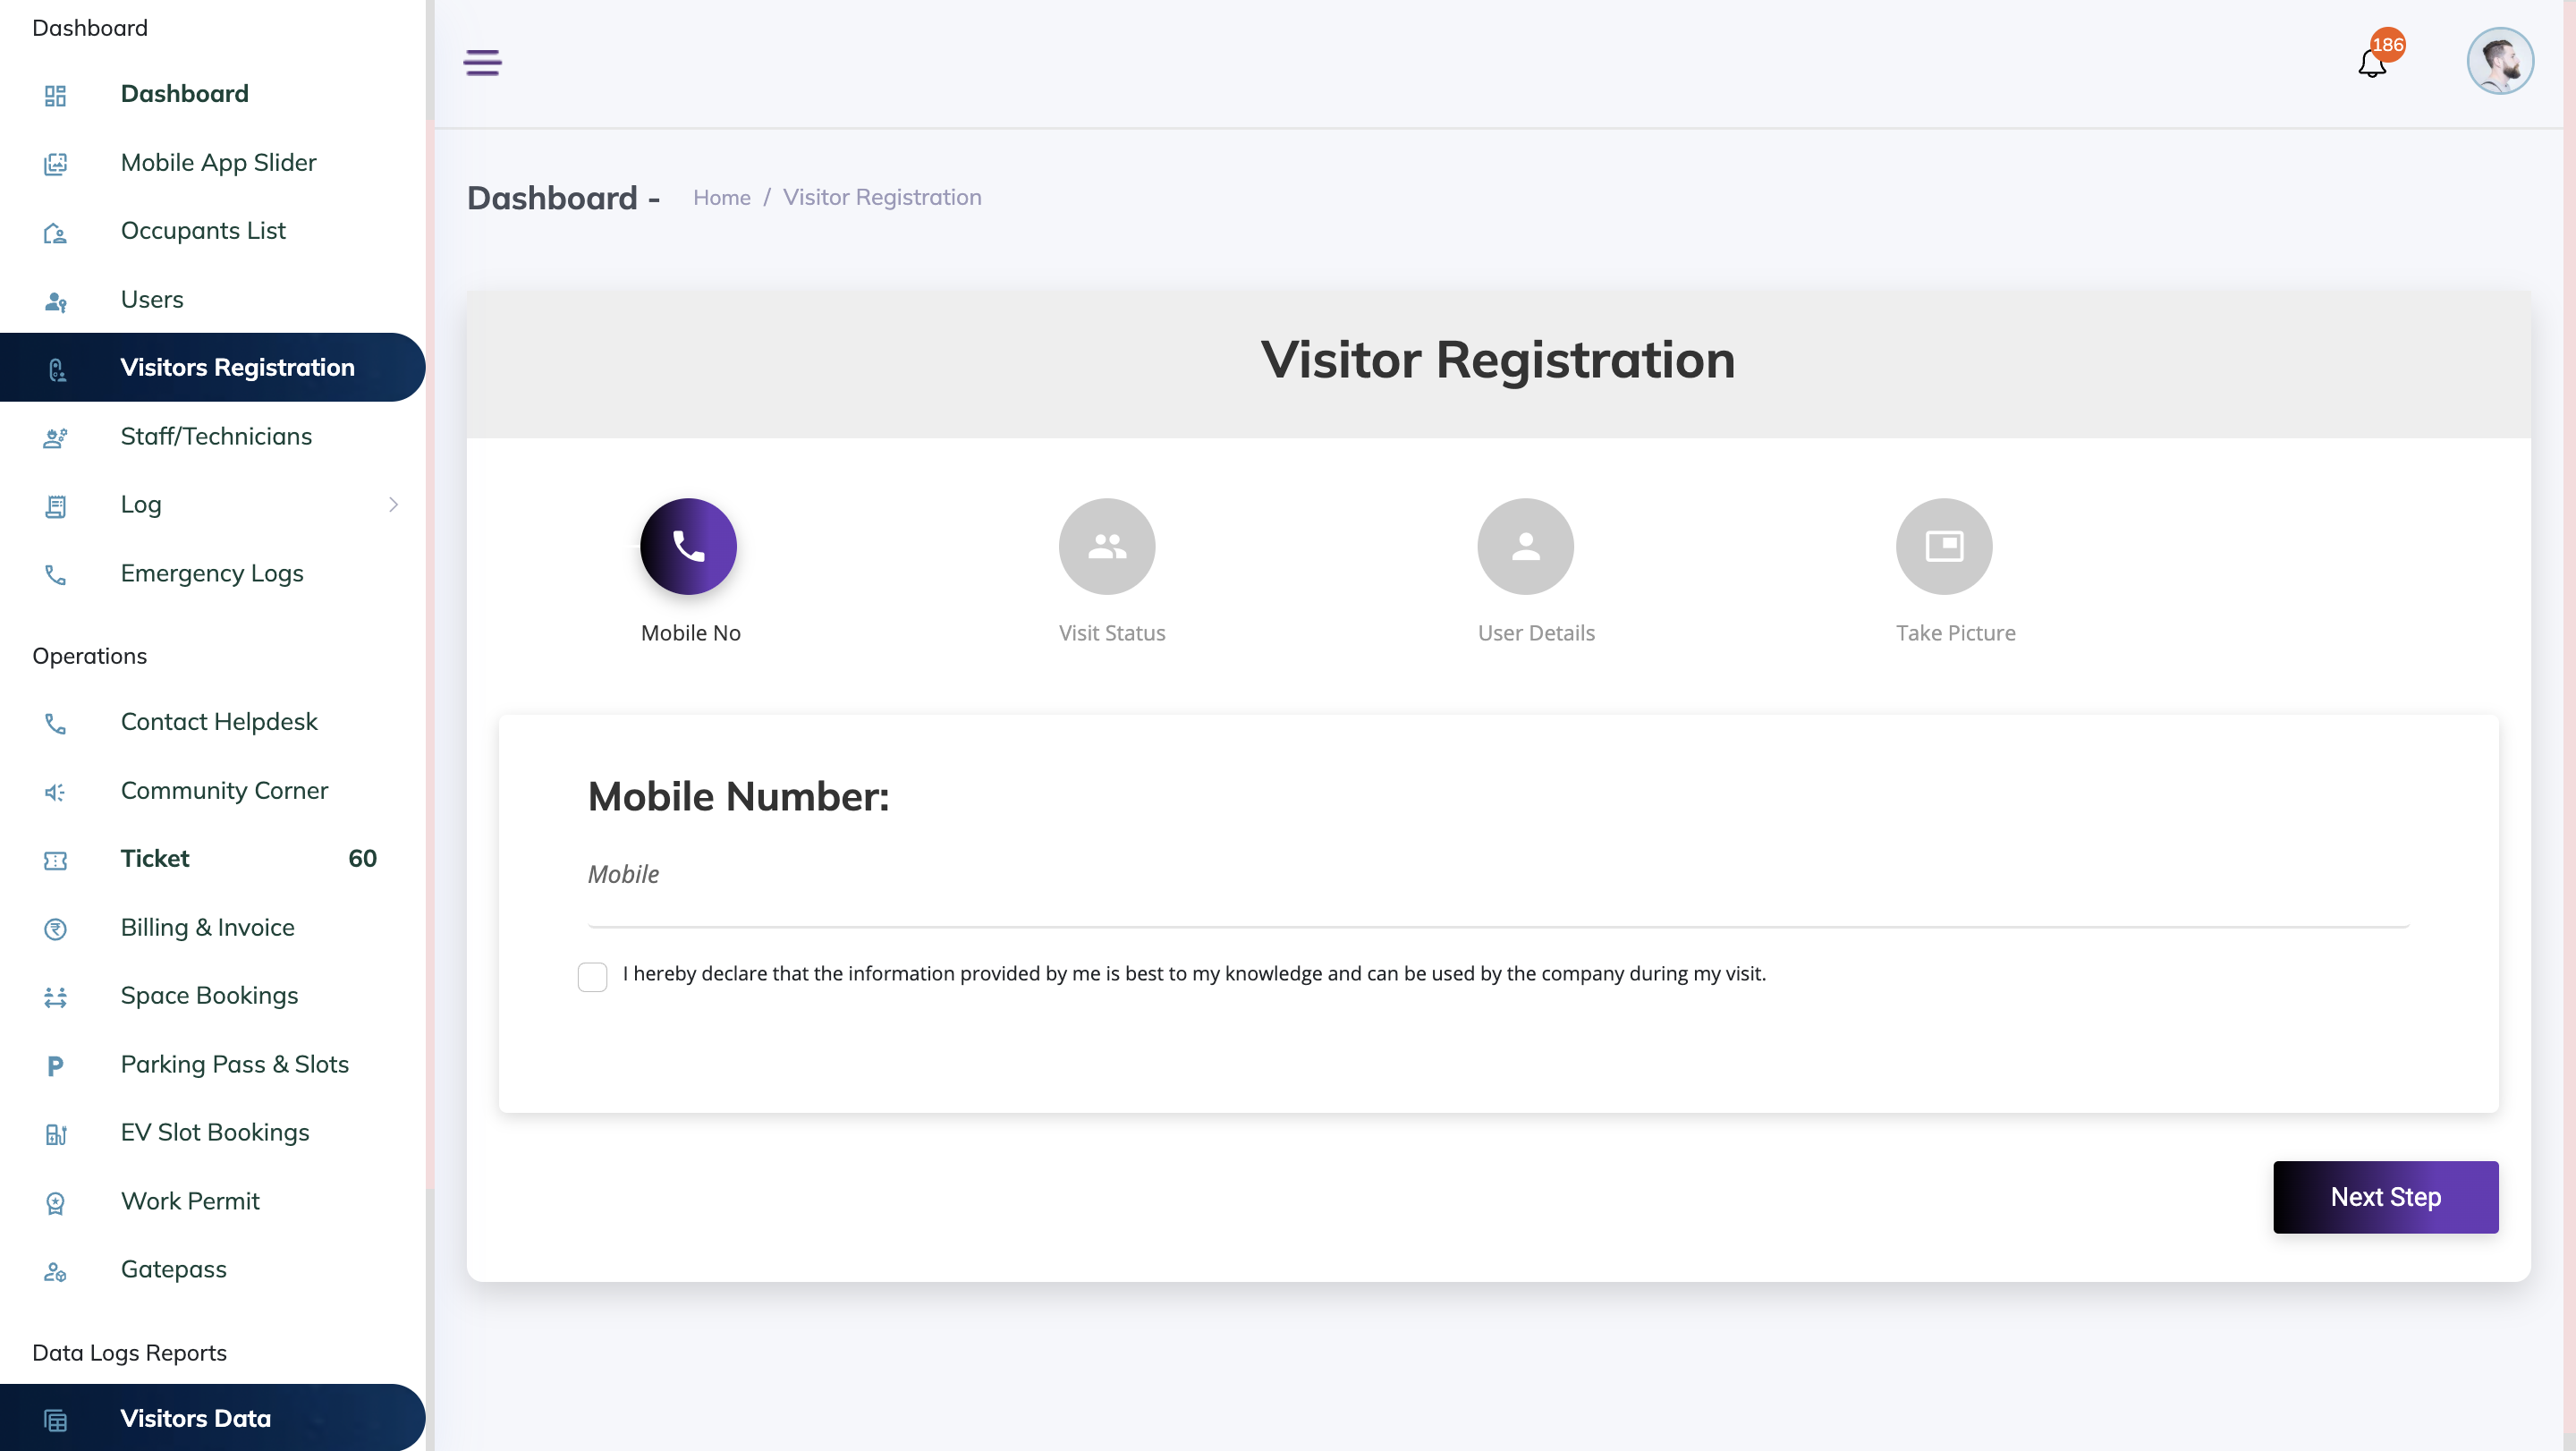 Dashboard
Dashboard
Mobile App Slider
Occupants List
Users
Visitors Registration
Staff/Technicians
Log
Emergency Logs
Operations
Contact Helpdesk
Community Corner
Ticket 60
Billing & Invoice
Space Bookings
Parking Pass & Slots
EV Slot Bookings
Work Permit
Gatepass
Data Logs Reports
Visitors Data
186
Dashboard - Home / Visitor Registration
Visitor Registration
Mobile No Visit Status User Details Take Picture
Mobile Number:
Mobile
I hereby declare that the information provided by me is best to my knowledge and can be used by the company during my visit.
Next Step